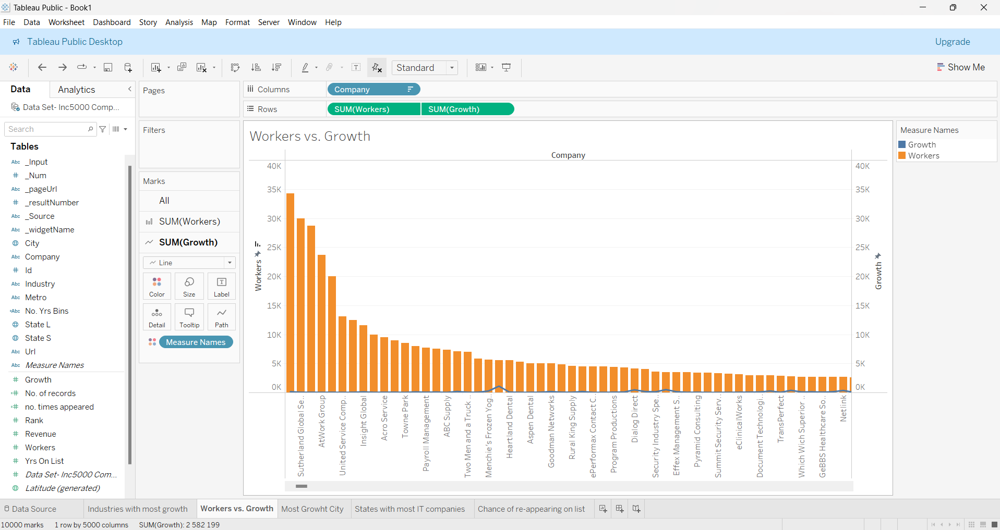 Tableau Public - Book1
File Data Worksheet Dashboard Story Analysis Map Format Server Window Help
Tableau Public Desktop
Upgrade
Standard
Show Me
Data
Analytics
Data Set- Inc5000 Comp...
Search
Tables
Abc _Input
# _Num
Abc _pageUrl
# _resultNumber
Abc _Source
Abc _widgetName
City
Abc Company
# Id
Abc Industry
Abc Metro
=Abc No. Yrs Bins
State L
State S
Abc Url
Abc Measure Names
# Growth
=# No. of records
=# no. times appeared
# Rank
# Revenue
# Workers
# Yrs On List
# Data Set- Inc5000 Com...
Latitude (generated)
Pages
Filters
Marks
All
SUM(Workers)
SUM(Growth)
Line
Color
Size
Label
Detail
Tooltip
Path
Measure Names
Columns
Company
Rows
SUM(Workers)
SUM(Growth)
Workers vs. Growth
Company
40K
35K
30K
25K
20K
15K
10K
5K
0K
Workers
40K
35K
30K
25K
20K
15K
10K
5K
0K
Growth
Sutherland Global Se..
AtWork Group
United Service Comp..
Insight Global
Acro Service
Towne Park
Payroll Management
ABC Supply
Two Men and a Truck ..
Menchie's Frozen Yog..
Heartland Dental
Aspen Dental
Goodman Networks
Rural King Supply
ePerformax Contact C..
Program Productions
Dialog Direct
Security Industry Spe..
Effex Management S..
Pyramid Consulting
Summit Security Serv..
eClinicalWorks
Document Technologi..
TransPerfect
Which Wich Superior ..
GeBBS Healthcare So..
Netlink
Measure Names
Growth
Workers
Data Source
Industries with most growth
Workers vs. Growth
Most Growht City
States with most IT companies
Chance of re-appearing on list
10000 marks
1 row by 5000 columns
SUM(Growth): 2 582 199